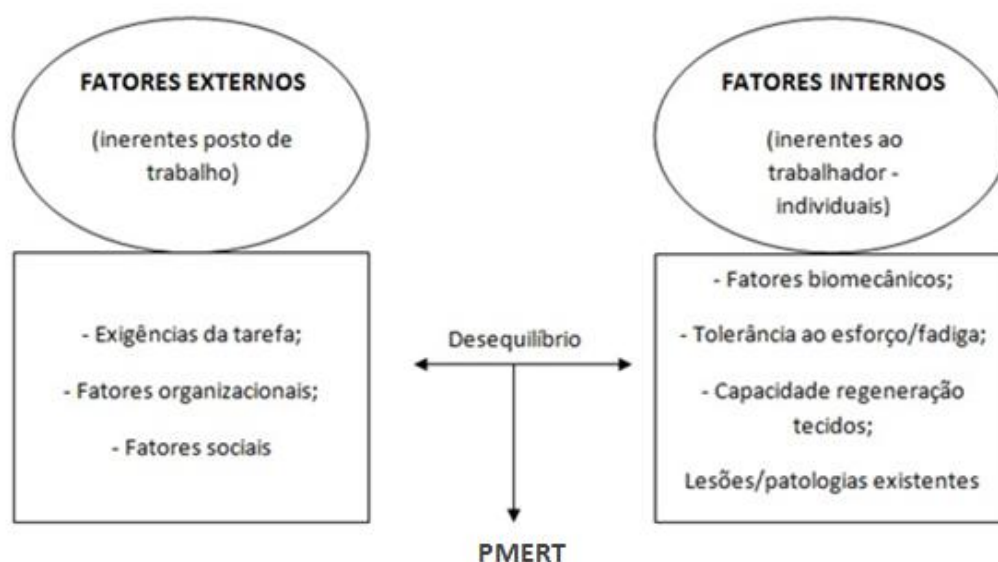 FATORES EXTERNOS
(inerentes posto de
trabalho)
- Exigências da tarefa;
- Fatores organizacionais;
- Fatores sociais
Desequilíbrio
PMERT
FATORES INTERNOS
(inerentes ao
trabalhador -
individuais)
- Fatores biomecânicos;
- Tolerância ao esforço/fadiga;
- Capacidade regeneração
tecidos;
Lesões/patologias existentes